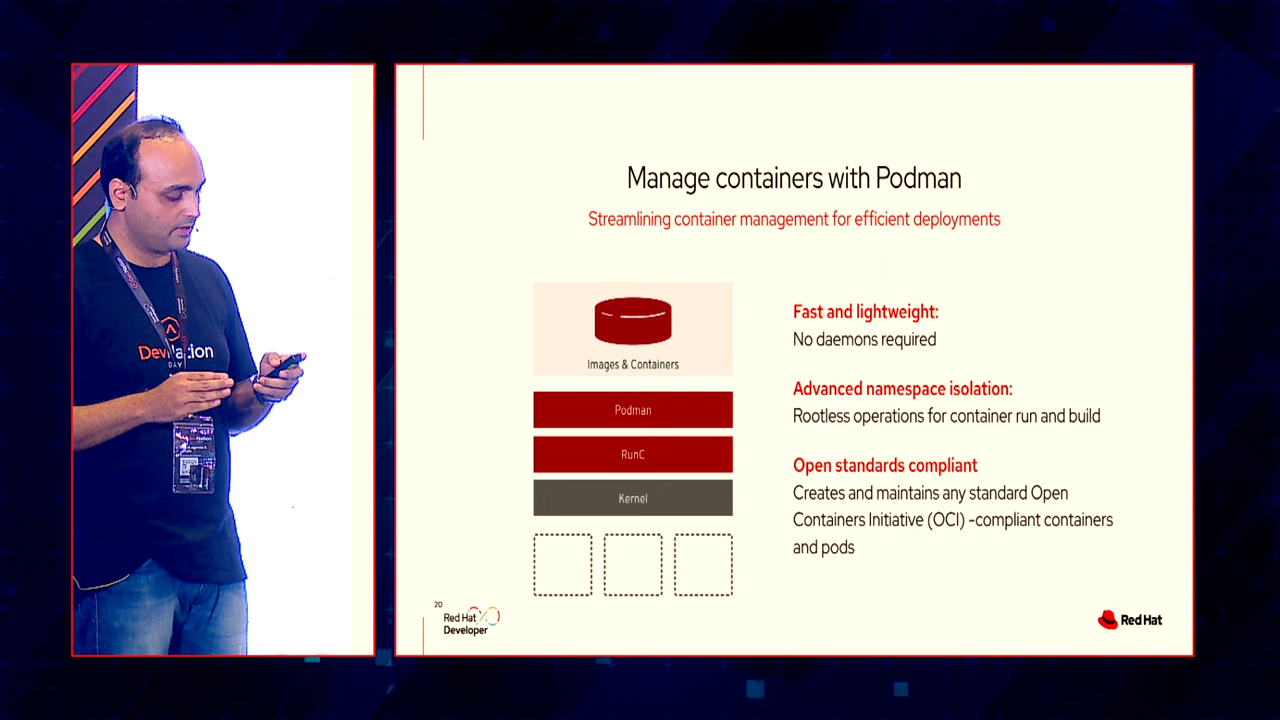 DevNation
DAY
Manage containers with Podman
Streamlining container management for efficient deployments
Images & Containers
Podman
RunC
Kernel
Fast and lightweight:
No daemons required
Advanced namespace isolation:
Rootless operations for container run and build
Open standards compliant
Creates and maintains any standard Open
Containers Initiative (OCI) -compliant containers
and pods
20
Red Hat
Developer
Red Hat